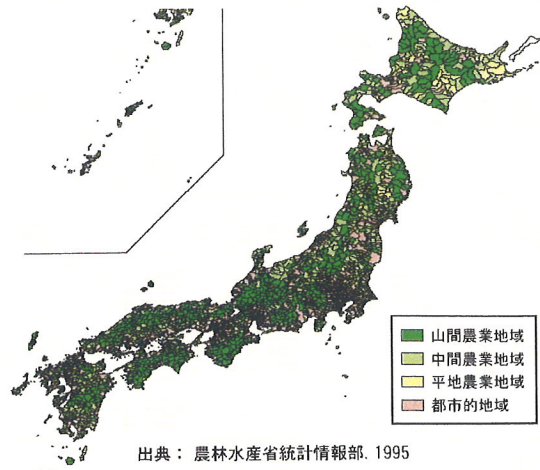 山間農業地域
中間農業地域
平地農業地域
都市的地域
出典： 農林水産省統計情報部. 1995